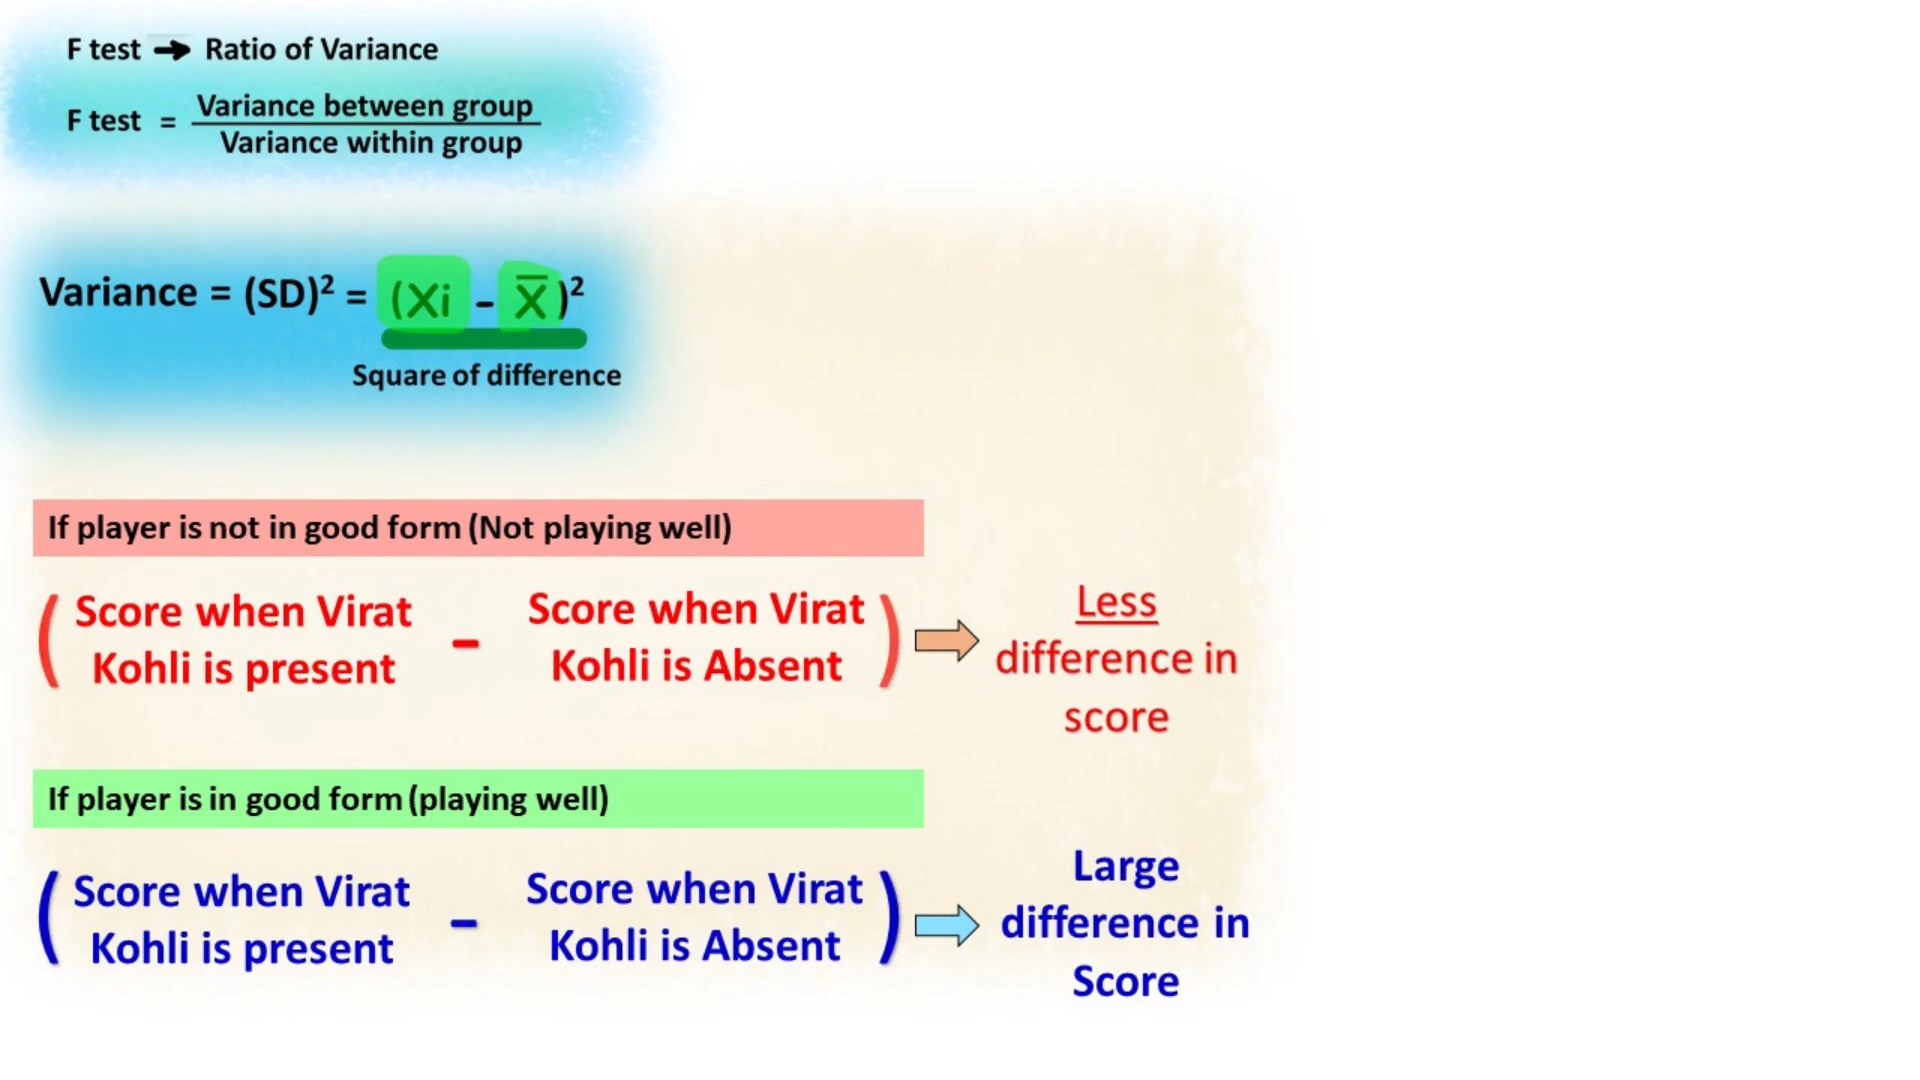 F test → Ratio of Variance
F test = Variance between group
Variance within group
Variance = (SD)² = (Xi - X̅)²
Square of difference
If player is not in good form (Not playing well)
( Score when Virat Kohli is present - Score when Virat Kohli is Absent )
Less
difference in
score
If player is in good form (playing well)
( Score when Virat Kohli is present - Score when Virat Kohli is Absent )
Large
difference in
Score